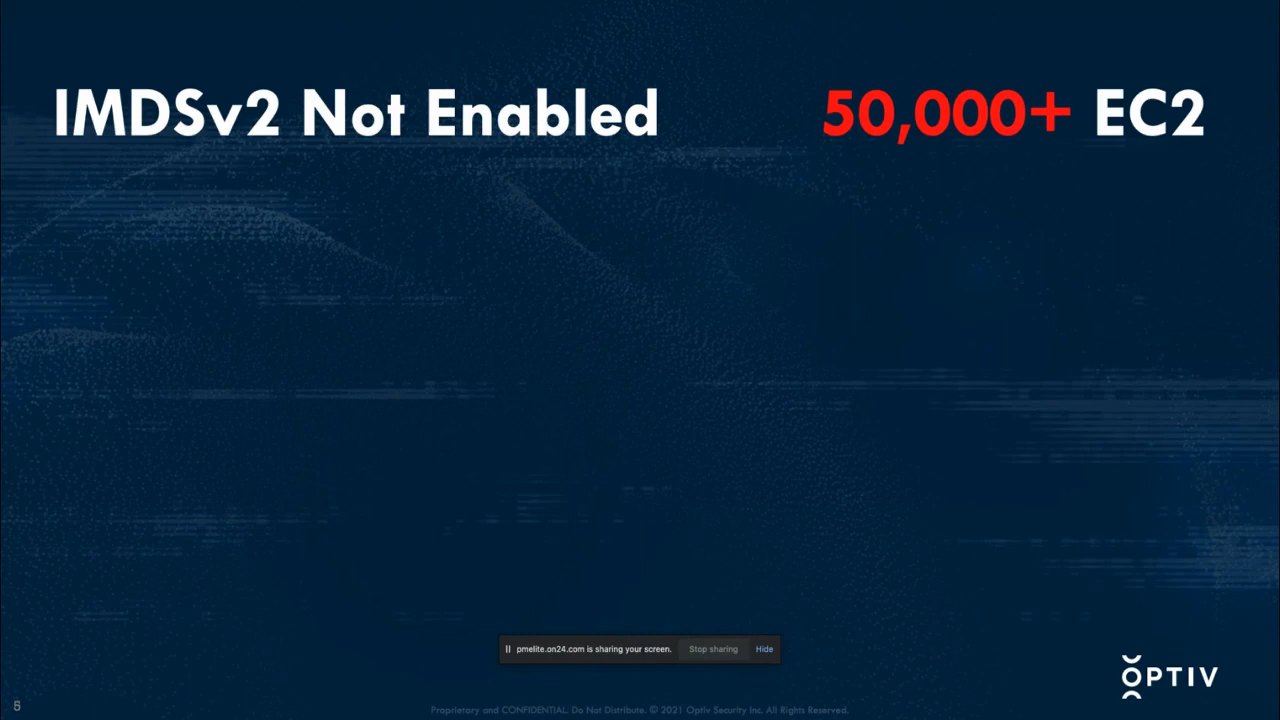 IMDSv2 Not Enabled 50,000+ EC2
pmelite.on24.com is sharing your screen. Stop sharing Hide
OPTIV
5
Proprietary and CONFIDENTIAL. Do Not Distribute. © 2021 Optiv Security Inc. All Rights Reserved.